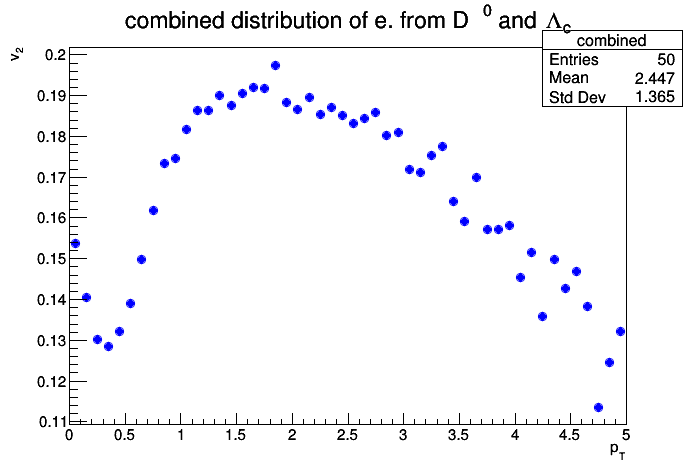 combined distribution of e. from D⁰ and Λc
combined
Entries 50
Mean 2.447
Std Dev 1.365
v₂
0.2
0.19
0.18
0.17
0.16
0.15
0.14
0.13
0.12
0.11
0 0.5 1 1.5 2 2.5 3 3.5 4 4.5 5
p_T